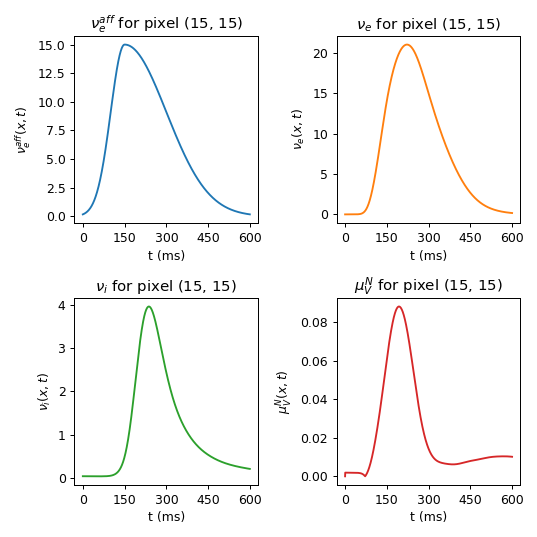 ν_e^{aff} for pixel (15, 15)
ν_e^{aff}(x, t)
15.0
12.5
10.0
7.5
5.0
2.5
0.0
0 150 300 450 600
t (ms)
ν_e for pixel (15, 15)
ν_e(x, t)
20
15
10
5
0
0 150 300 450 600
t (ms)
ν_i for pixel (15, 15)
ν_i(x, t)
4
3
2
1
0
0 150 300 450 600
t (ms)
μ_V^N for pixel (15, 15)
μ_V^N(x, t)
0.08
0.06
0.04
0.02
0.00
0 150 300 450 600
t (ms)